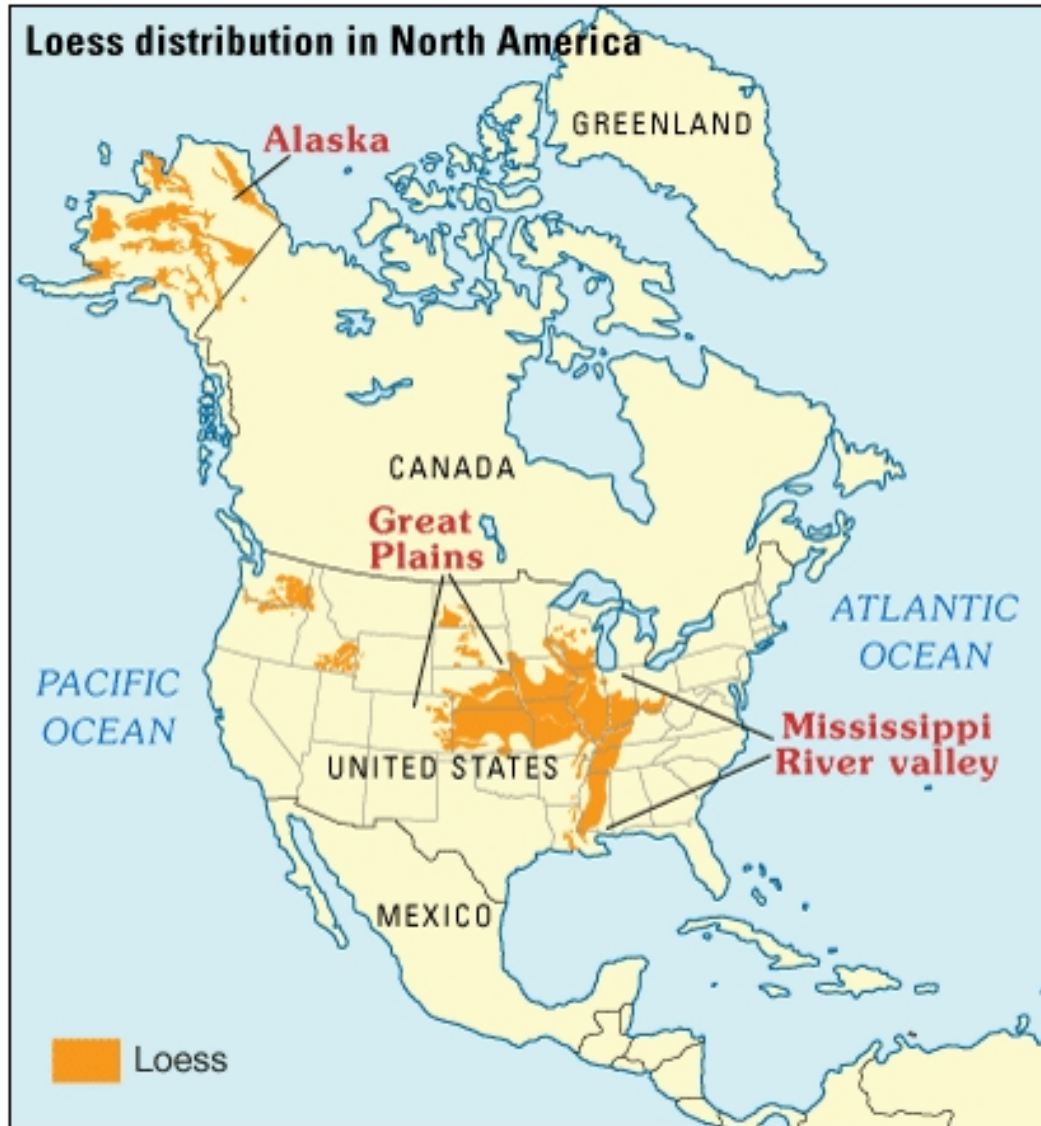 Loess distribution in North America
GREENLAND
Alaska
CANADA
Great
Plains
ATLANTIC
OCEAN
PACIFIC
OCEAN
Mississippi
River valley
UNITED STATES
MEXICO
Loess